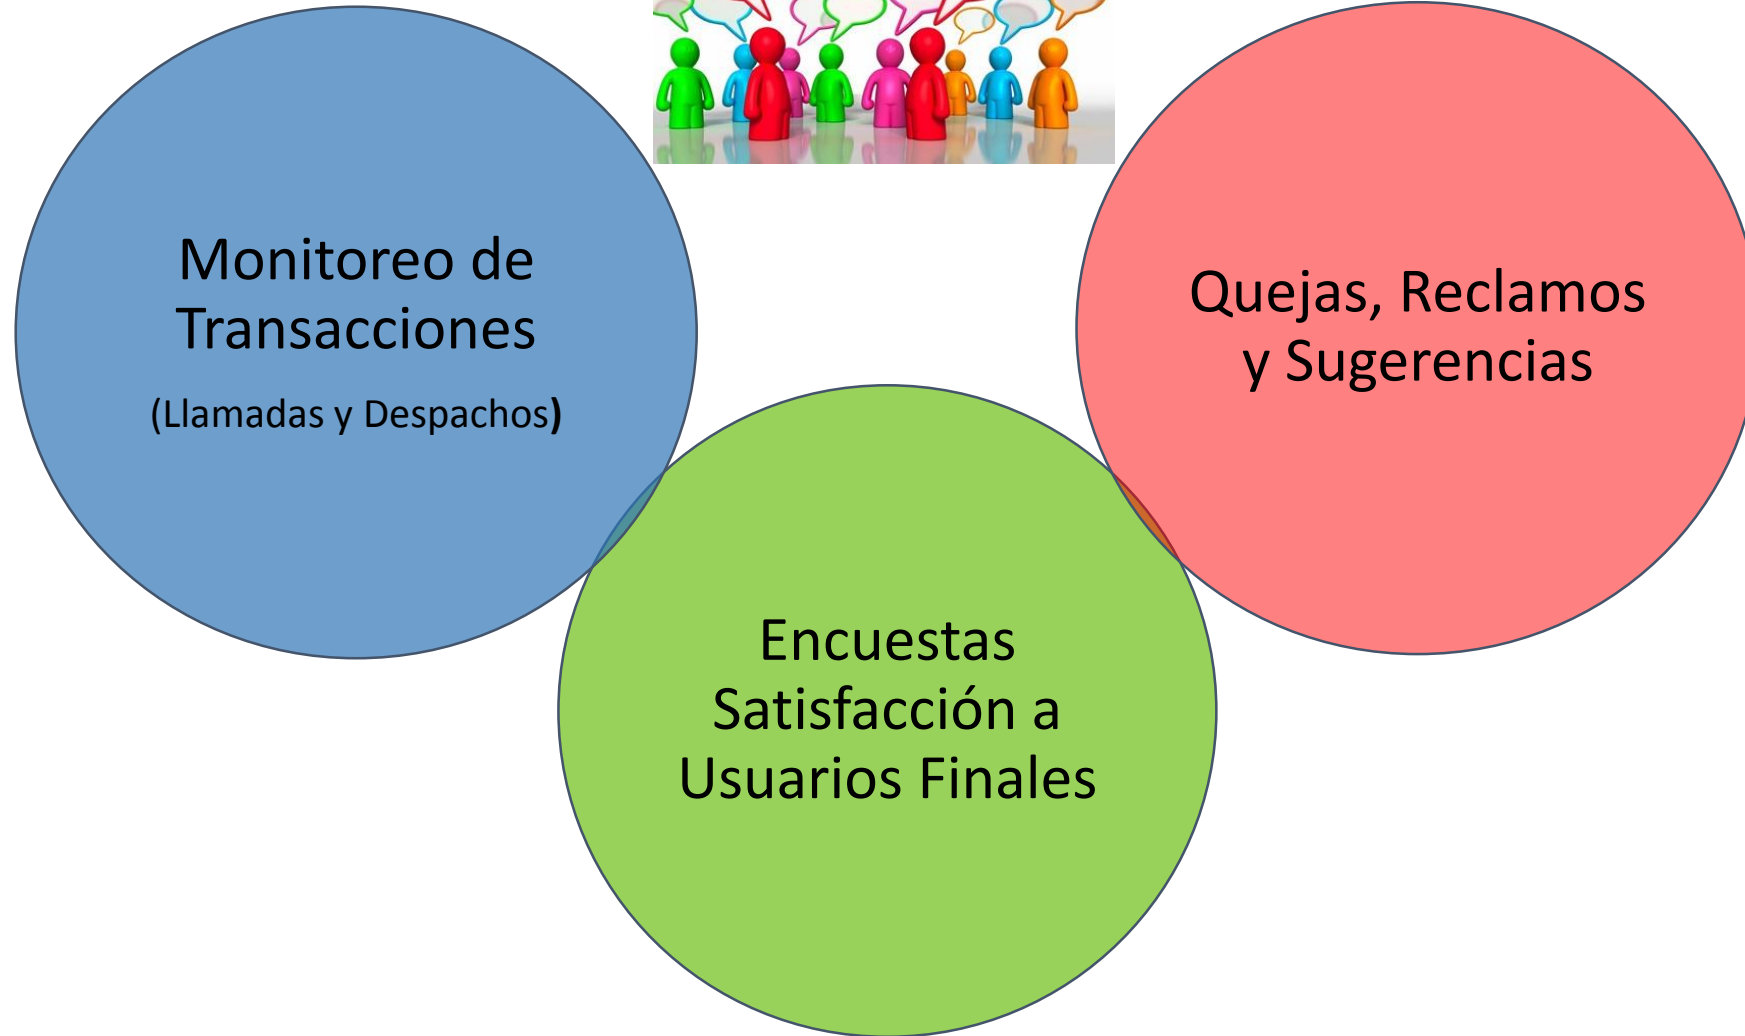 Monitoreo de
Transacciones
(Llamadas y Despachos)
Quejas, Reclamos
y Sugerencias
Encuestas
Satisfacción a
Usuarios Finales